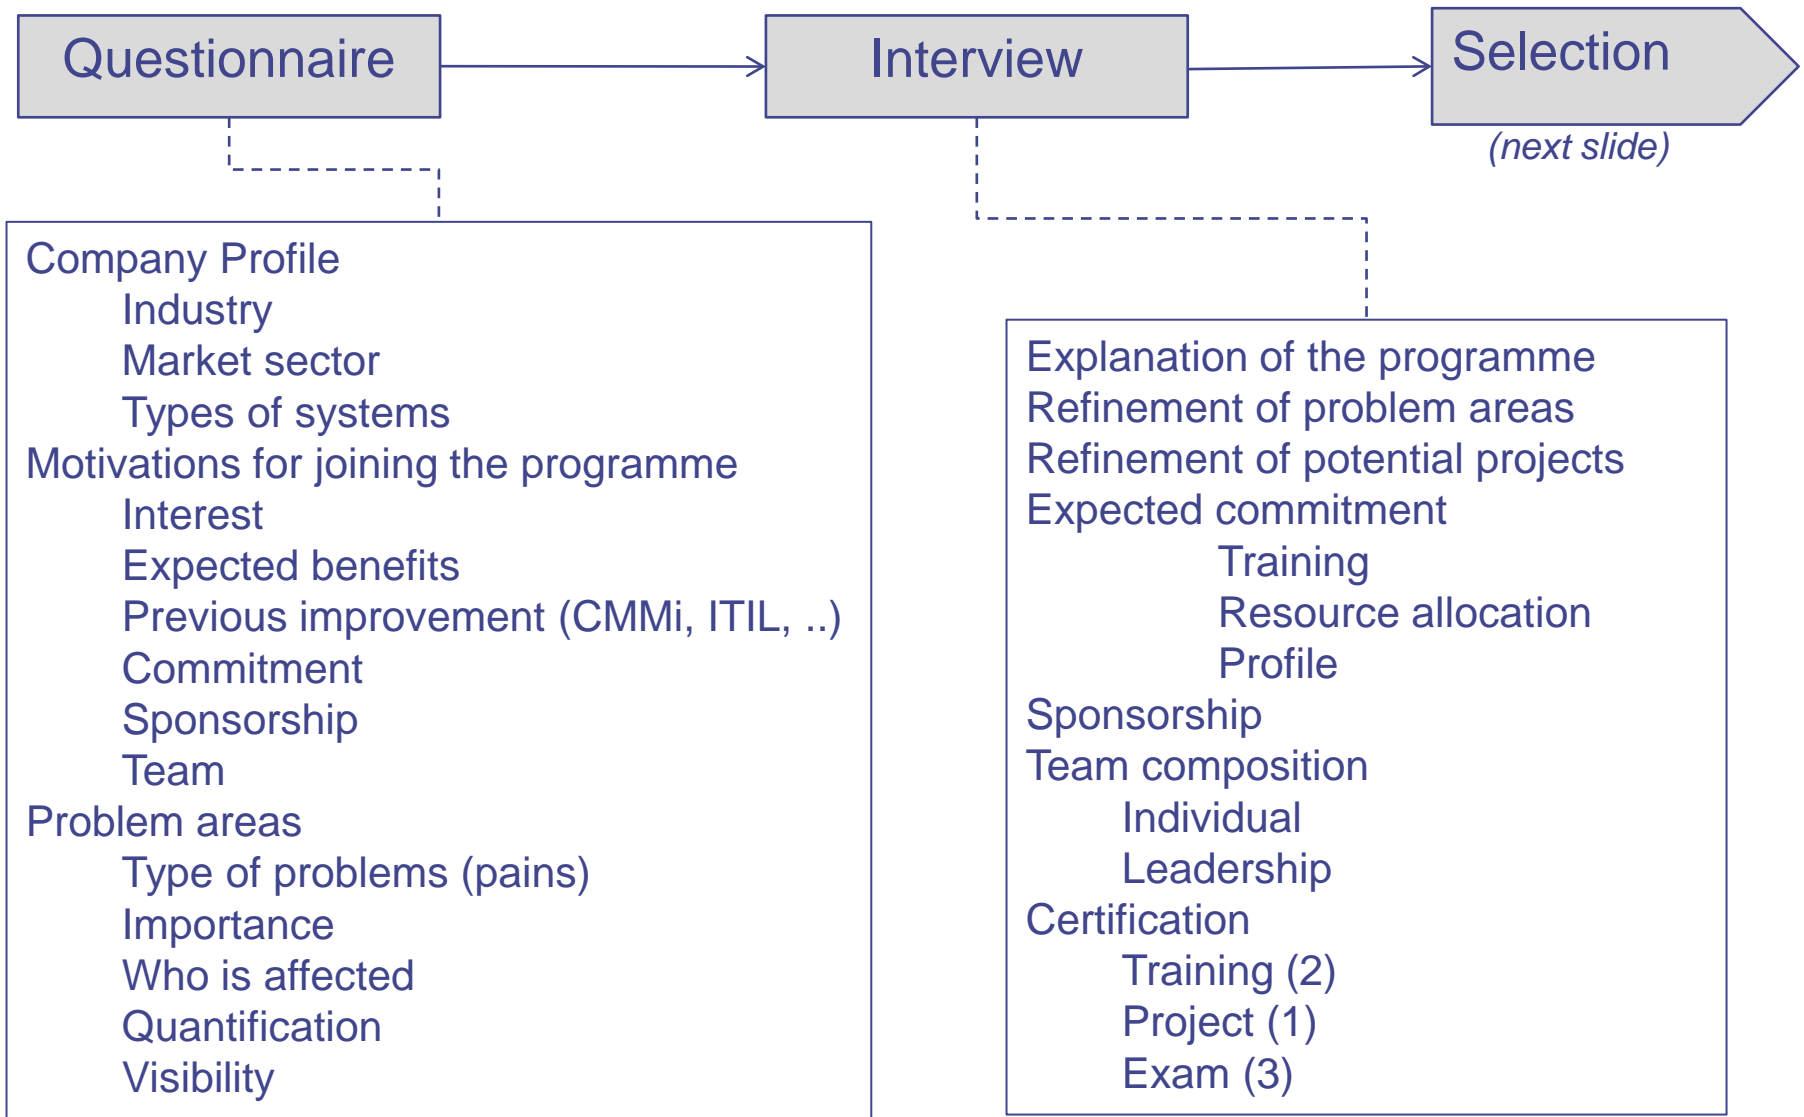 Questionnaire
Interview
Selection
(next slide)
Company Profile
Industry
Market sector
Types of systems
Motivations for joining the programme
Interest
Expected benefits
Previous improvement (CMMi, ITIL, ..)
Commitment
Sponsorship
Team
Problem areas
Type of problems (pains)
Importance
Who is affected
Quantification
Visibility
Explanation of the programme
Refinement of problem areas
Refinement of potential projects
Expected commitment
Training
Resource allocation
Profile
Sponsorship
Team composition
Individual
Leadership
Certification
Training (2)
Project (1)
Exam (3)